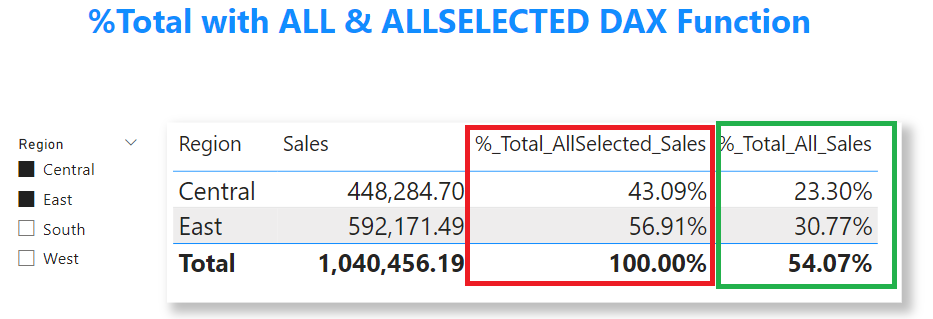 %Total with ALL & ALLSELECTED DAX Function
Region
Central
East
South
West
Region Sales %_Total_AllSelected_Sales %_Total_All_Sales
Central 448,284.70 43.09% 23.30%
East 592,171.49 56.91% 30.77%
Total 1,040,456.19 100.00% 54.07%